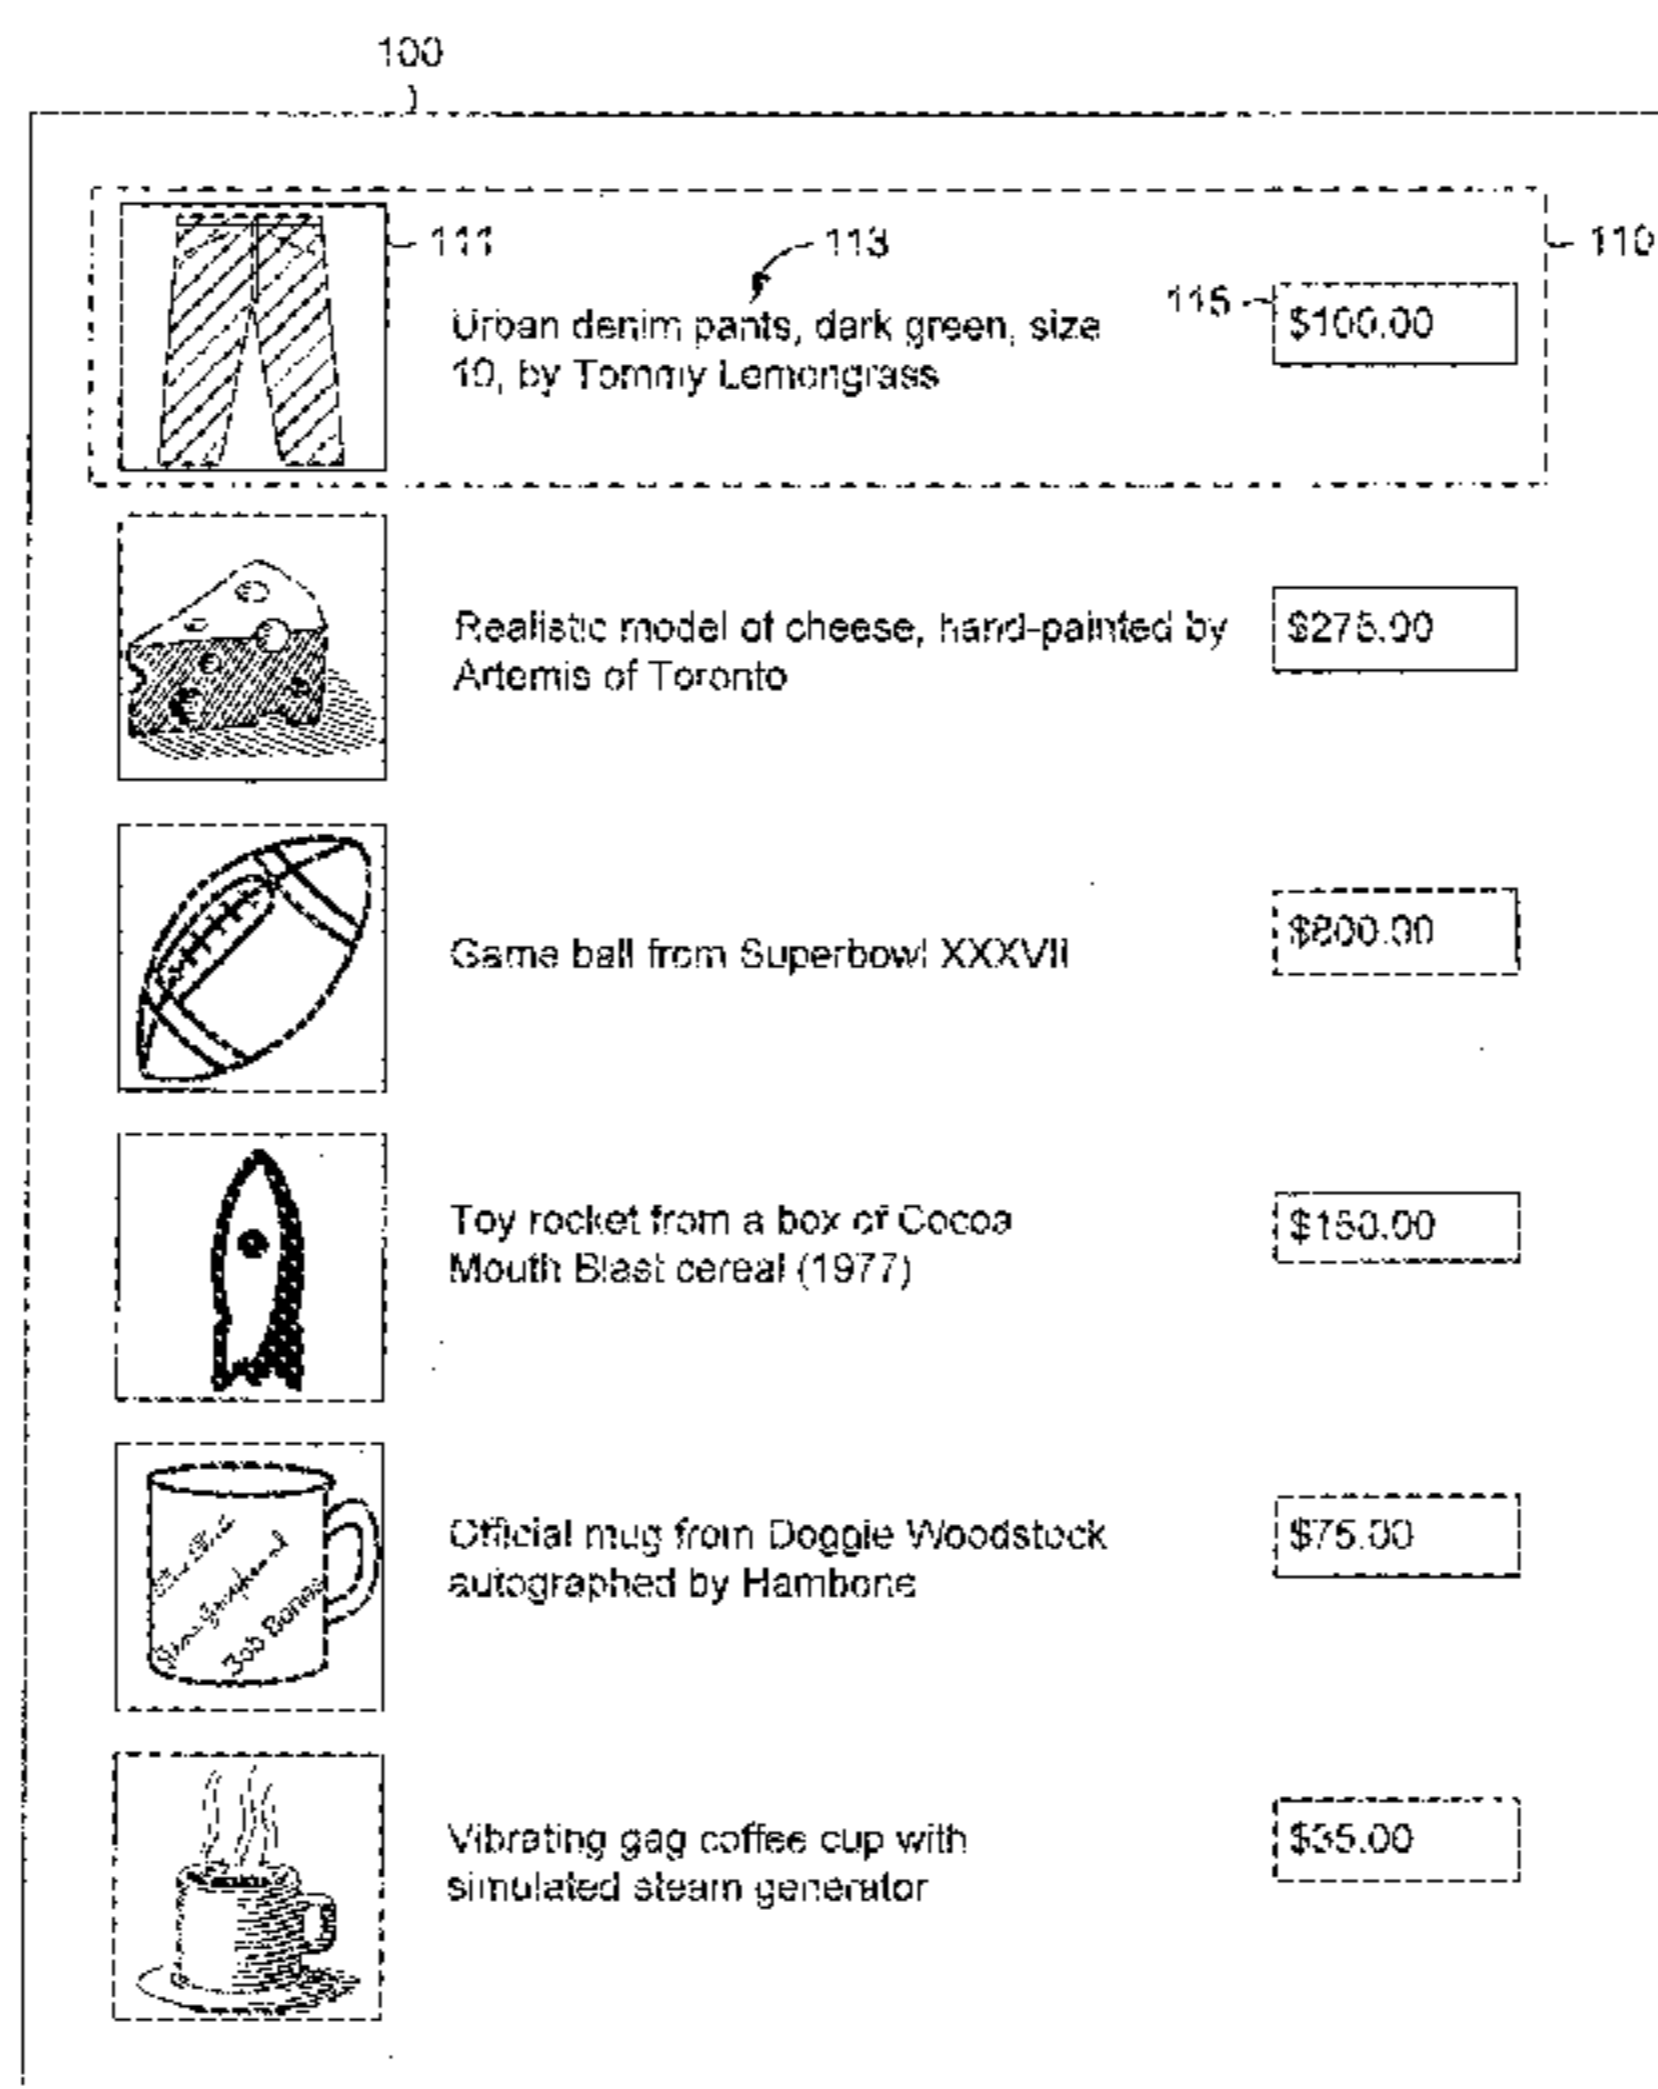 100
111
113
110
Urban denim pants, dark green, size
10, by Tommy Lemongrass
115
$100.00
Realistic model of cheese, hand-painted by
Artemis of Toronto
$275.00
Game ball from Superbowl XXXVII
$800.00
Toy rocket from a box of Cocoa
Mouth Blast cereal (1977)
$150.00
Official mug from Doggie Woodstock
autographed by Hambone
$75.00
Bob Bones
Vibrating gag coffee cup with
simulated steam generator
$35.00